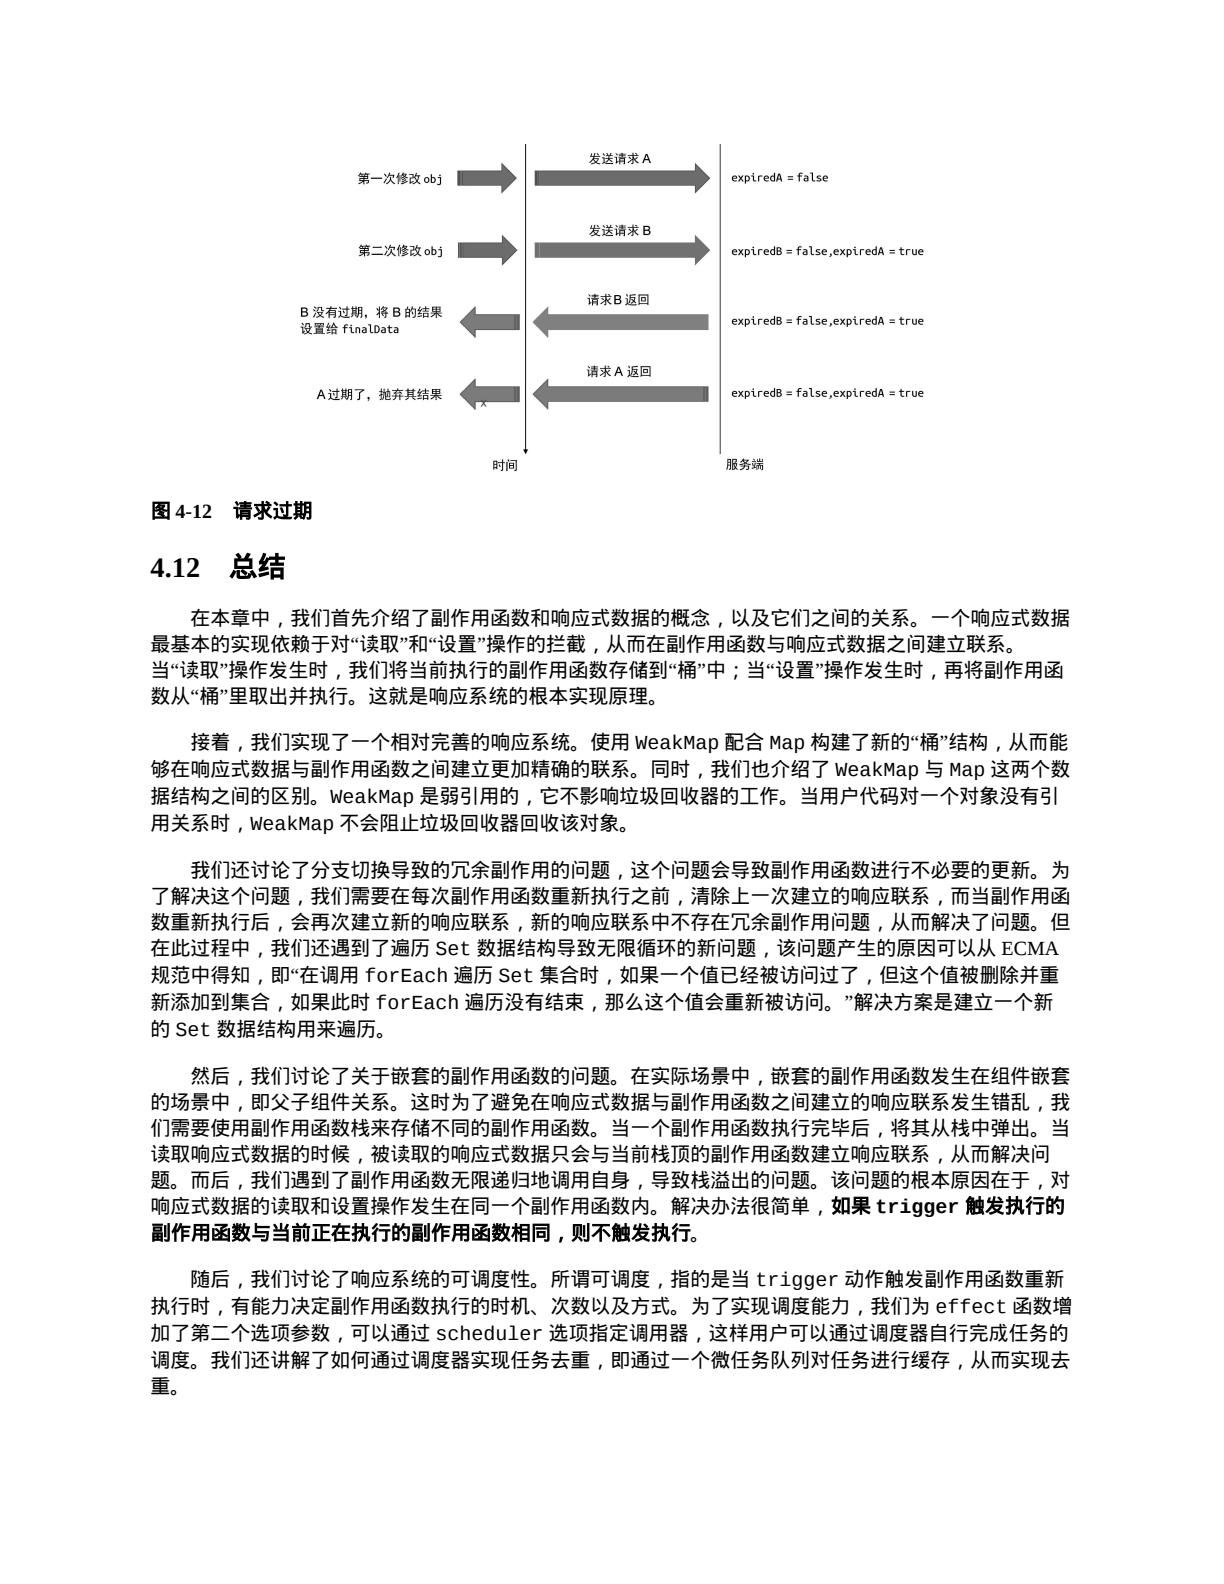 发送请求 A
第一次修改 obj
expiredA = false
发送请求 B
第二次修改 obj
expiredB = false,expiredA = true
请求B 返回
B 没有过期，将 B 的结果
设置给 finalData
expiredB = false,expiredA = true
请求 A 返回
A 过期了，抛弃其结果
x
expiredB = false,expiredA = true
时间
服务端
图 4-12　请求过期
4.12　总结
在本章中，我们首先介绍了副作用函数和响应式数据的概念，以及它们之间的关系。一个响应式数据
最基本的实现依赖于对“读取”和“设置”操作的拦截，从而在副作用函数与响应式数据之间建立联系。
当“读取”操作发生时，我们将当前执行的副作用函数存储到“桶”中；当“设置”操作发生时，再将副作用函
数从“桶”里取出并执行。这就是响应系统的根本实现原理。
接着，我们实现了一个相对完善的响应系统。使用 WeakMap 配合 Map 构建了新的“桶”结构，从而能
够在响应式数据与副作用函数之间建立更加精确的联系。同时，我们也介绍了 WeakMap 与 Map 这两个数
据结构之间的区别。WeakMap 是弱引用的，它不影响垃圾回收器的工作。当用户代码对一个对象没有引
用关系时，WeakMap 不会阻止垃圾回收器回收该对象。
我们还讨论了分支切换导致的冗余副作用的问题，这个问题会导致副作用函数进行不必要的更新。为
了解决这个问题，我们需要在每次副作用函数重新执行之前，清除上一次建立的响应联系，而当副作用函
数重新执行后，会再次建立新的响应联系，新的响应联系中不存在冗余副作用问题，从而解决了问题。但
在此过程中，我们还遇到了遍历 Set 数据结构导致无限循环的新问题，该问题产生的原因可以从 ECMA
规范中得知，即“在调用 forEach 遍历 Set 集合时，如果一个值已经被访问过了，但这个值被删除并重
新添加到集合，如果此时 forEach 遍历没有结束，那么这个值会重新被访问。”解决方案是建立一个新
的 Set 数据结构用来遍历。
然后，我们讨论了关于嵌套的副作用函数的问题。在实际场景中，嵌套的副作用函数发生在组件嵌套
的场景中，即父子组件关系。这时为了避免在响应式数据与副作用函数之间建立的响应联系发生错乱，我
们需要使用副作用函数栈来存储不同的副作用函数。当一个副作用函数执行完毕后，将其从栈中弹出。当
读取响应式数据的时候，被读取的响应式数据只会与当前栈顶的副作用函数建立响应联系，从而解决问
题。而后，我们遇到了副作用函数无限递归地调用自身，导致栈溢出的问题。该问题的根本原因在于，对
响应式数据的读取和设置操作发生在同一个副作用函数内。解决办法很简单，如果 trigger 触发执行的
副作用函数与当前正在执行的副作用函数相同，则不触发执行。
随后，我们讨论了响应系统的可调度性。所谓可调度，指的是当 trigger 动作触发副作用函数重新
执行时，有能力决定副作用函数执行的时机、次数以及方式。为了实现调度能力，我们为 effect 函数增
加了第二个选项参数，可以通过 scheduler 选项指定调用器，这样用户可以通过调度器自行完成任务的
调度。我们还讲解了如何通过调度器实现任务去重，即通过一个微任务队列对任务进行缓存，从而实现去
重。